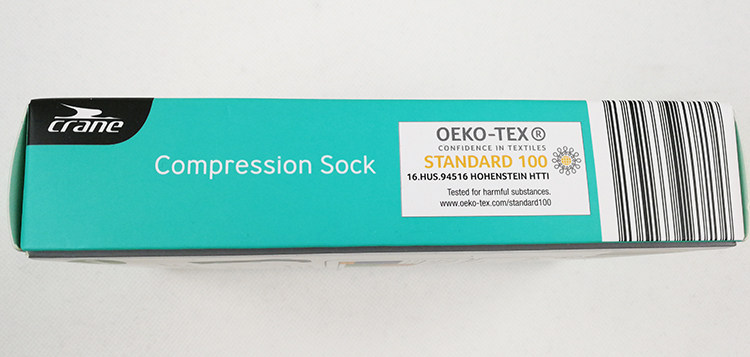 crane
Compression Sock
OEKO-TEX®
CONFIDENCE IN TEXTILES
STANDARD 100
16.HUS.94516 HOHENSTEIN HTTI
Tested for harmful substances.
www.oeko-tex.com/standard100